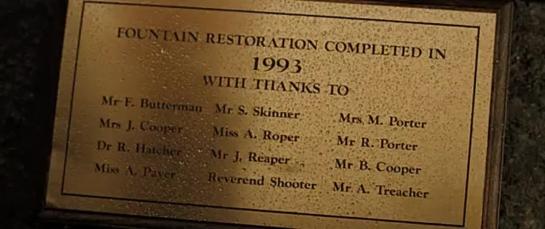 FOUNTAIN RESTORATION COMPLETED IN
1993
WITH THANKS TO
Mr F. Butterman Mr S. Skinner Mrs M. Porter
Mrs J. Cooper Miss A. Roper Mr R. Porter
Dr R. Hatcher Mr J. Reaper Mr B. Cooper
Miss A. Paver Reverend Shooter Mr A. Treacher